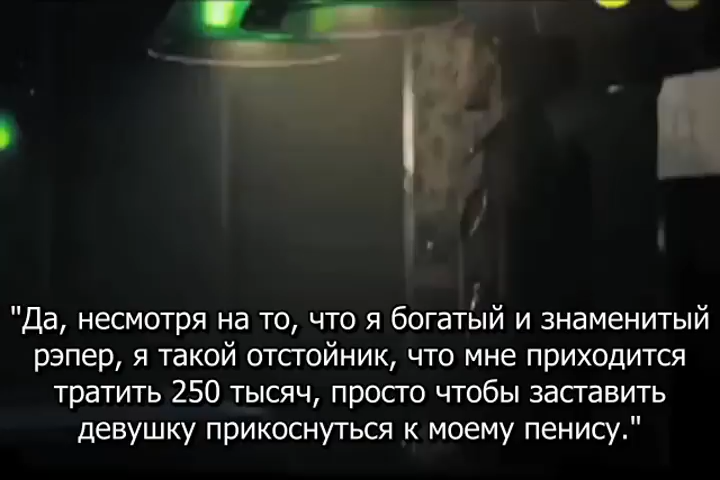 "Да, несмотря на то, что я богатый и знаменитый
рэпер, я такой отстойник, что мне приходится
тратить 250 тысяч, просто чтобы заставить
девушку прикоснуться к моему пенису."